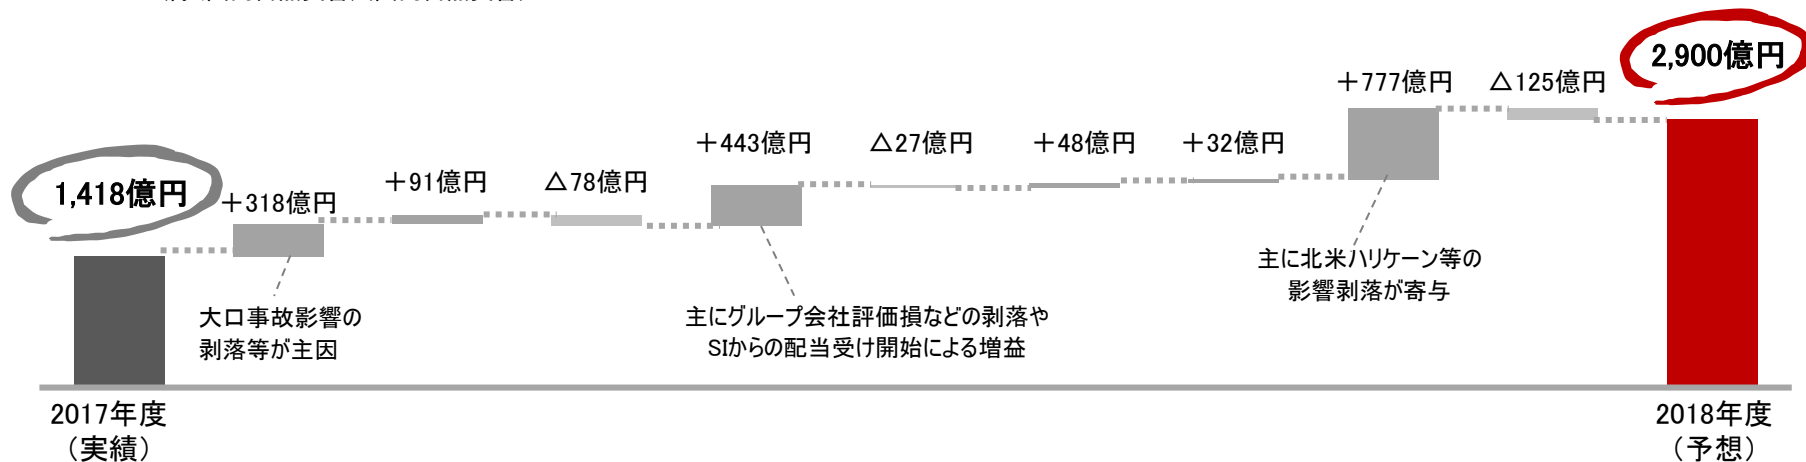 2,900億円
+777億円
△125億円
+443億円
△27億円
+48億円
+32億円
+91億円
△78億円
1,418億円
+318億円
主に北米ハリケーン等の
影響剥落が寄与
大口事故影響の
剥落等が主因
主にグループ会社評価損などの剥落や
SIからの配当受け開始による増益
2017年度
(実績)
2018年度
(予想)